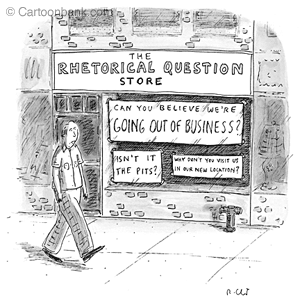 © Cartoonbank.com
THE
RHETORICAL QUESTION
STORE
CAN YOU BELIEVE WE'RE
GOING OUT OF BUSINESS?
ISN'T IT
THE PITS?
WHY DON'T YOU VISIT US
IN OUR NEW LOCATION?
R. Chst